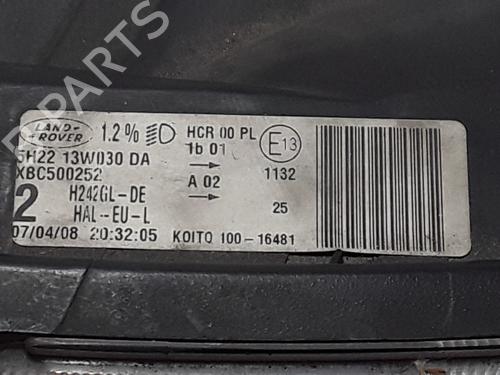 LAND-
ROVER
1.2% HCR 00 PL E13
5H22 13W030 DA 1b 01
XBC500252 A 02 1132
2 H242GL-DE 25
HAL-EU-L
07/04/08 20:32:05 KOITO 100-16481
B-PARTS